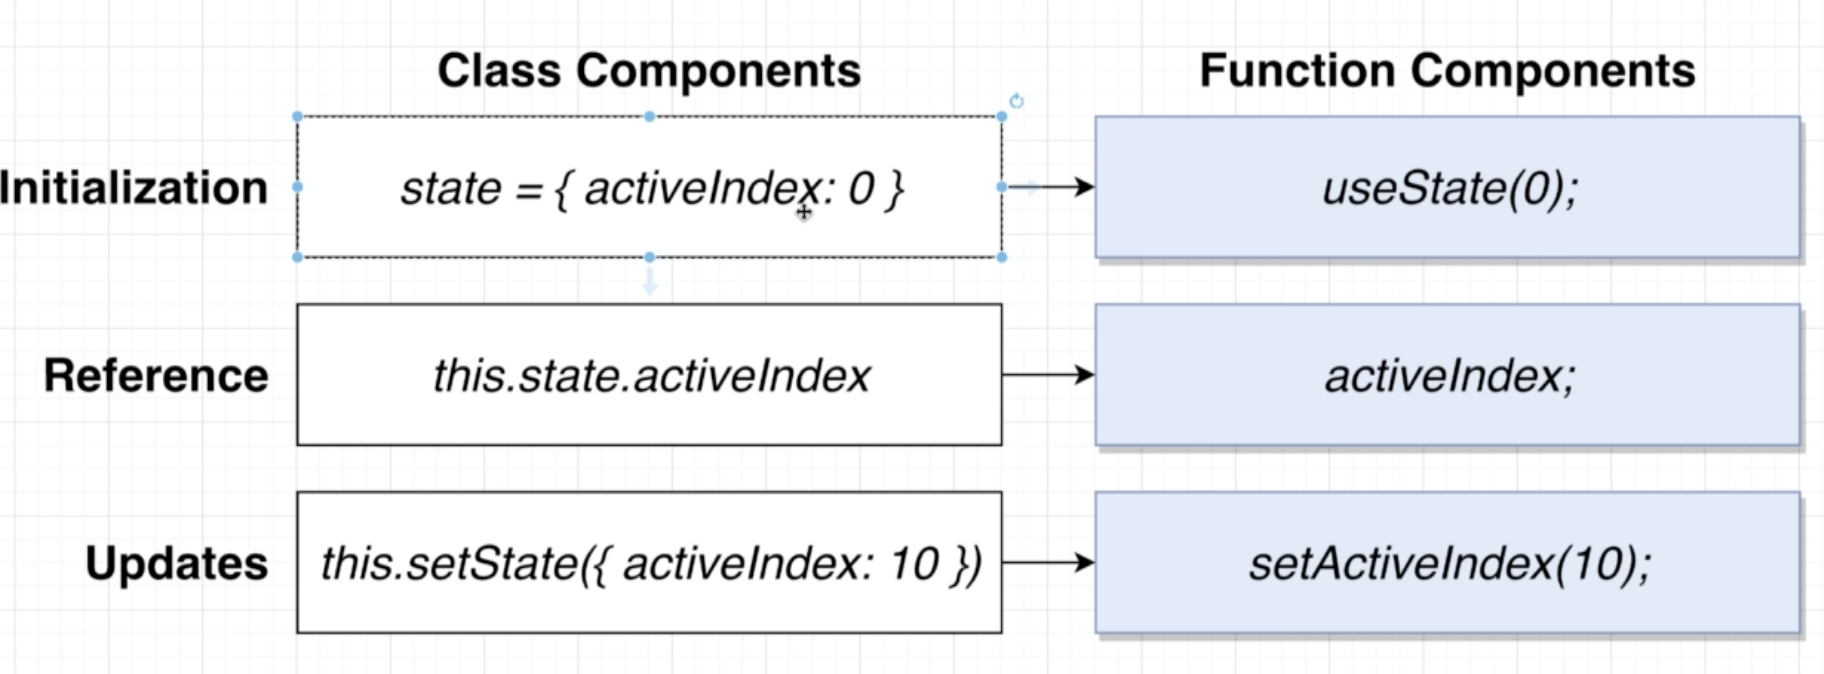 Class Components
Function Components
Initialization
state = { activeIndex: 0 }
useState(0);
Reference
this.state.activeIndex
activeIndex;
Updates
this.setState({ activeIndex: 10 })
setActiveIndex(10);